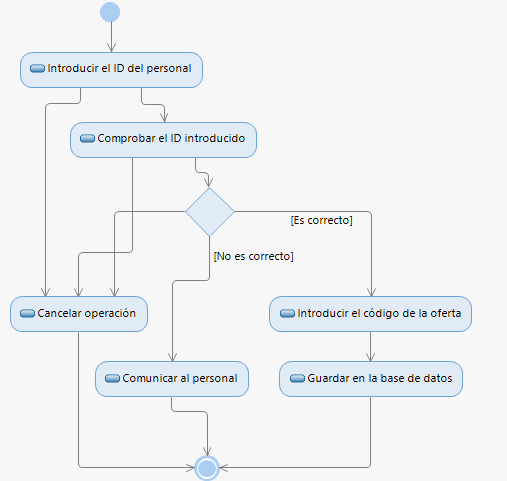 Introducir el ID del personal
Comprobar el ID introducido
[Es correcto]
[No es correcto]
Cancelar operación
Introducir el código de la oferta
Comunicar al personal
Guardar en la base de datos